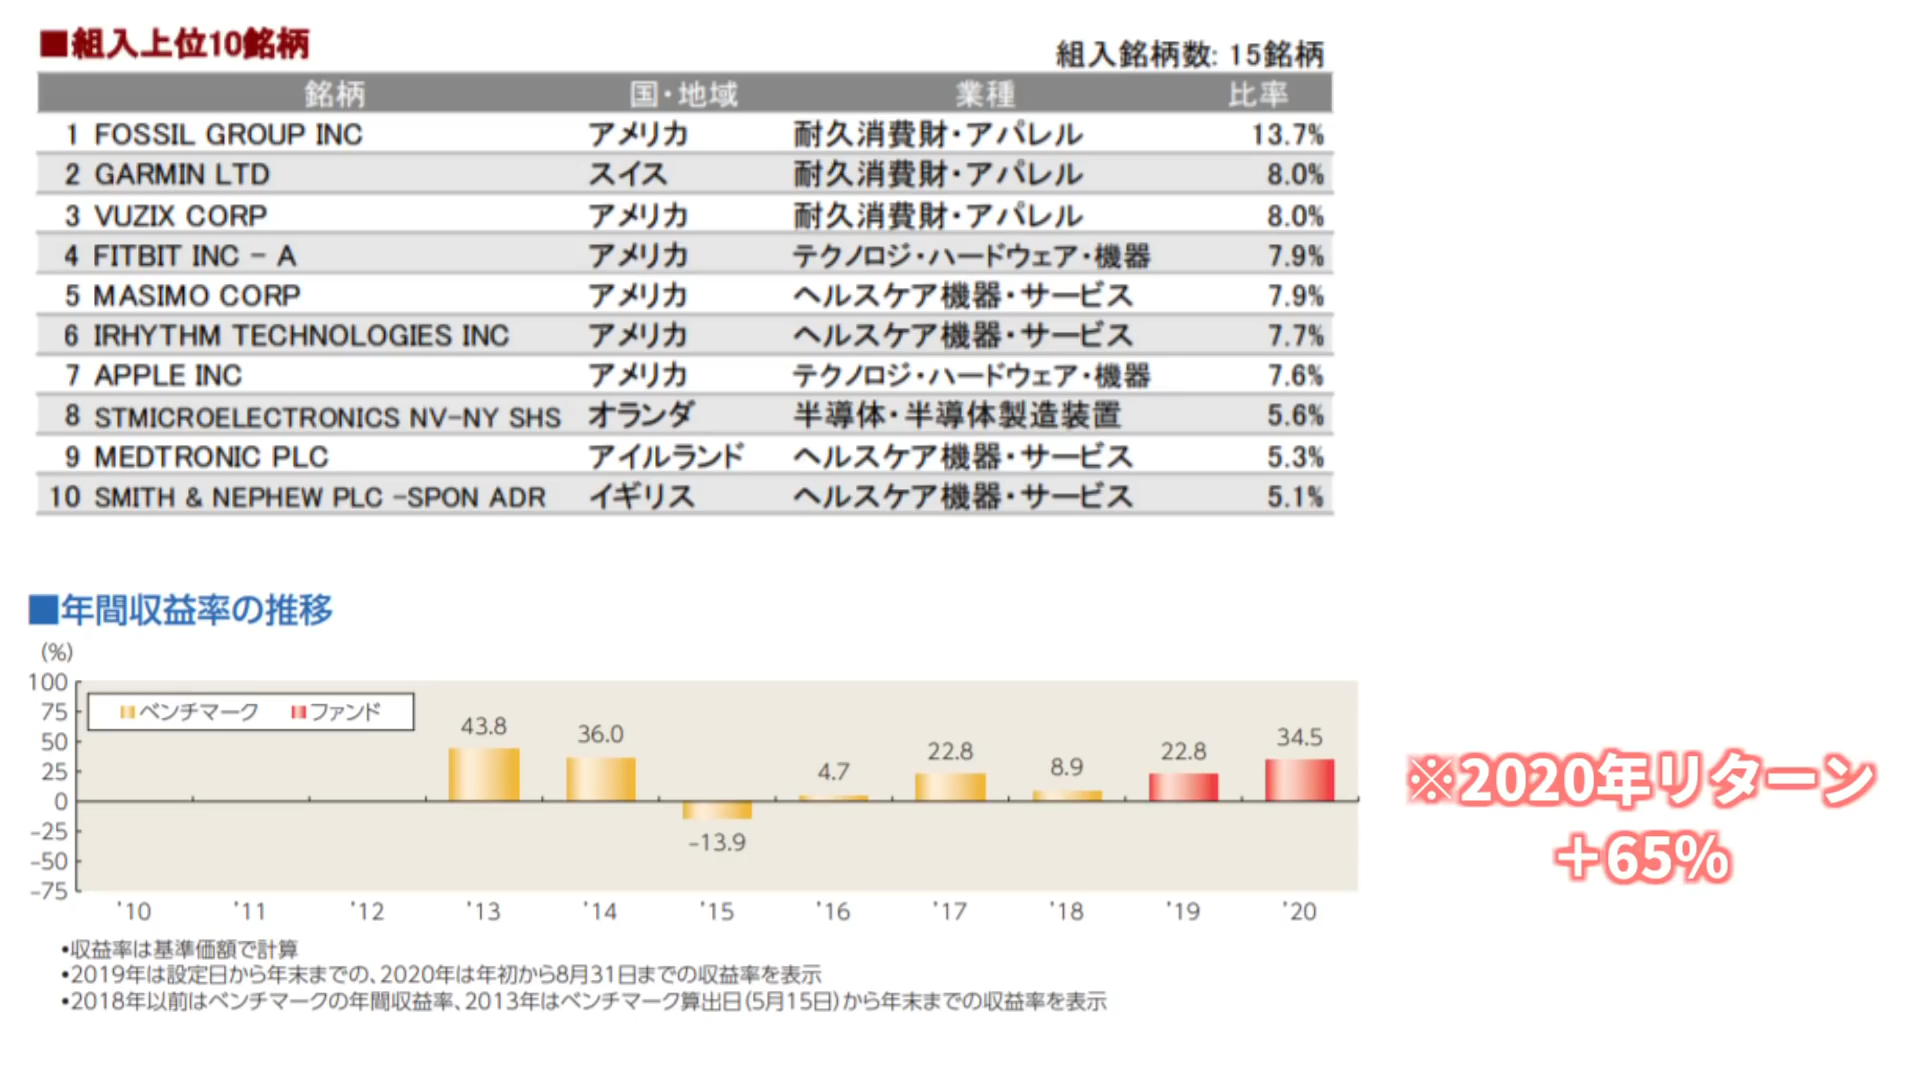 ■組入上位10銘柄
組入銘柄数: 15銘柄
銘柄 国・地域 業種 比率
1 FOSSIL GROUP INC アメリカ 耐久消費財・アパレル 13.7%
2 GARMIN LTD スイス 耐久消費財・アパレル 8.0%
3 VUZIX CORP アメリカ 耐久消費財・アパレル 8.0%
4 FITBIT INC - A アメリカ テクノロジ・ハードウェア・機器 7.9%
5 MASIMO CORP アメリカ ヘルスケア機器・サービス 7.9%
6 IRHYTHM TECHNOLOGIES INC アメリカ ヘルスケア機器・サービス 7.7%
7 APPLE INC アメリカ テクノロジ・ハードウェア・機器 7.6%
8 STMICROELECTRONICS NV-NY SHS オランダ 半導体・半導体製造装置 5.6%
9 MEDTRONIC PLC アイルランド ヘルスケア機器・サービス 5.3%
10 SMITH & NEPHEW PLC -SPON ADR イギリス ヘルスケア機器・サービス 5.1%
■年間収益率の推移
(%)
100
75
50
25
0
-25
-50
-75
ベンチマーク ファンド
43.8
36.0
-13.9
4.7
22.8
8.9
22.8
34.5
'10 '11 '12 '13 '14 '15 '16 '17 '18 '19 '20
※2020年リターン
+65%
•収益率は基準価額で計算
•2019年は設定日から年末までの、2020年は年初から8月31日までの収益率を表示
•2018年以前はベンチマークの年間収益率、2013年はベンチマーク算出日(5月15日)から年末までの収益率を表示